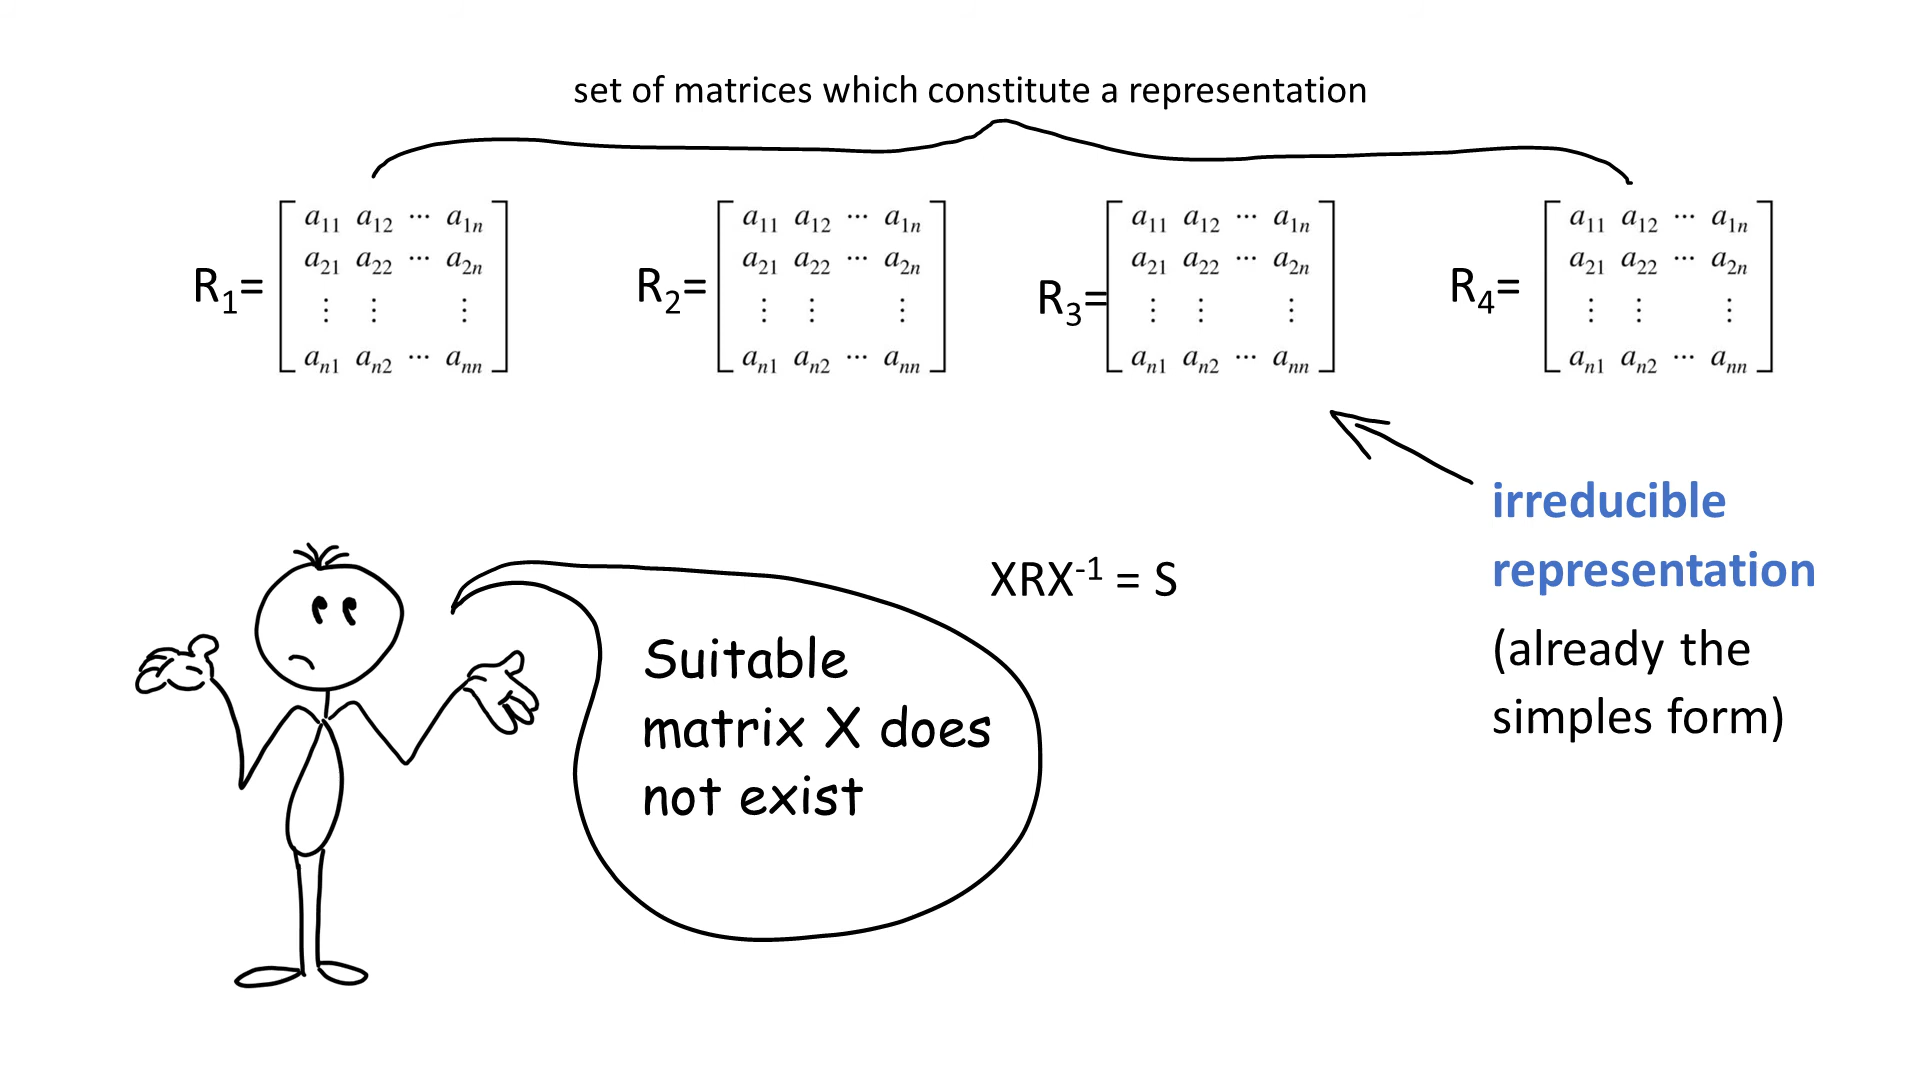 set of matrices which constitute a representation
R₁= [ a₁₁ a₁₂ ⋯ a₁ₙ
a₂₁ a₂₂ ⋯ a₂ₙ
⋮ ⋮ ⋮
aₙ₁ aₙ₂ ⋯ aₙₙ ]
R₂= [ a₁₁ a₁₂ ⋯ a₁ₙ
a₂₁ a₂₂ ⋯ a₂ₙ
⋮ ⋮ ⋮
aₙ₁ aₙ₂ ⋯ aₙₙ ]
R₃= [ a₁₁ a₁₂ ⋯ a₁ₙ
a₂₁ a₂₂ ⋯ a₂ₙ
⋮ ⋮ ⋮
aₙ₁ aₙ₂ ⋯ aₙₙ ]
R₄= [ a₁₁ a₁₂ ⋯ a₁ₙ
a₂₁ a₂₂ ⋯ a₂ₙ
⋮ ⋮ ⋮
aₙ₁ aₙ₂ ⋯ aₙₙ ]
irreducible
representation
(already the
simples form)
XRX⁻¹ = S
Suitable
matrix X does
not exist